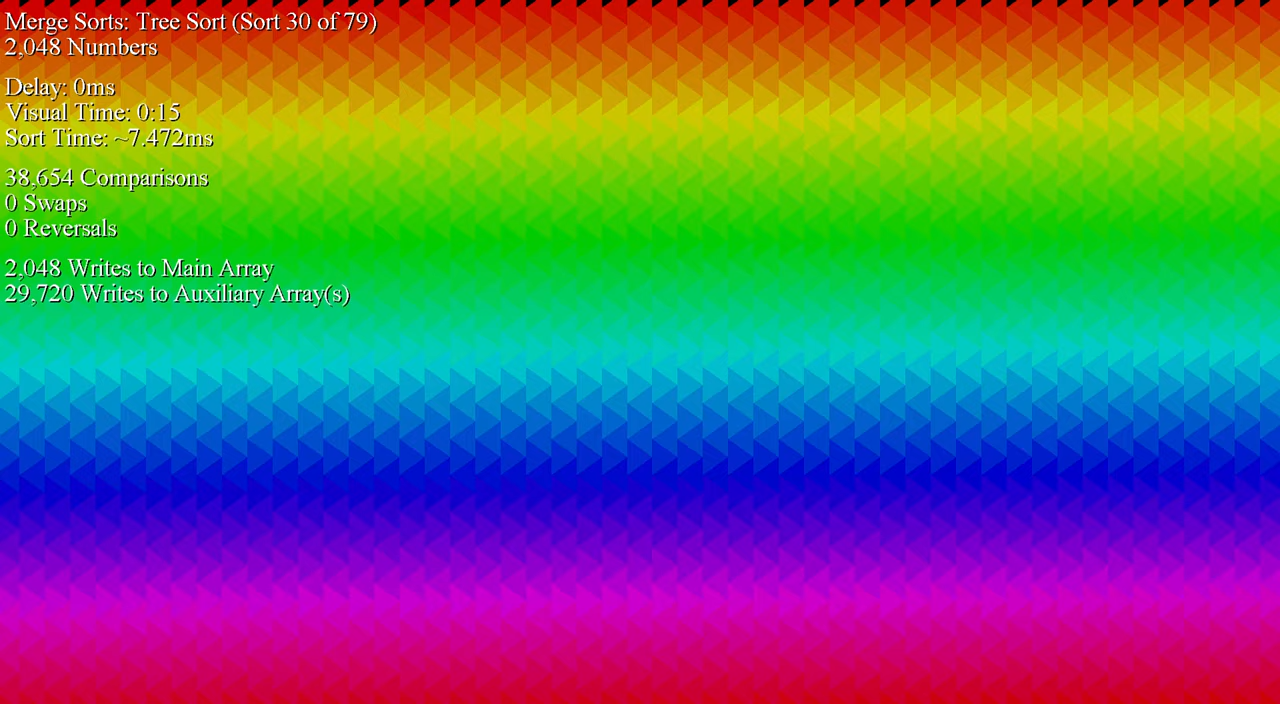 Merge Sorts: Tree Sort (Sort 30 of 79)
2,048 Numbers
Delay: 0ms
Visual Time: 0:15
Sort Time: ~7.472ms
38,654 Comparisons
0 Swaps
0 Reversals
2,048 Writes to Main Array
29,720 Writes to Auxiliary Array(s)